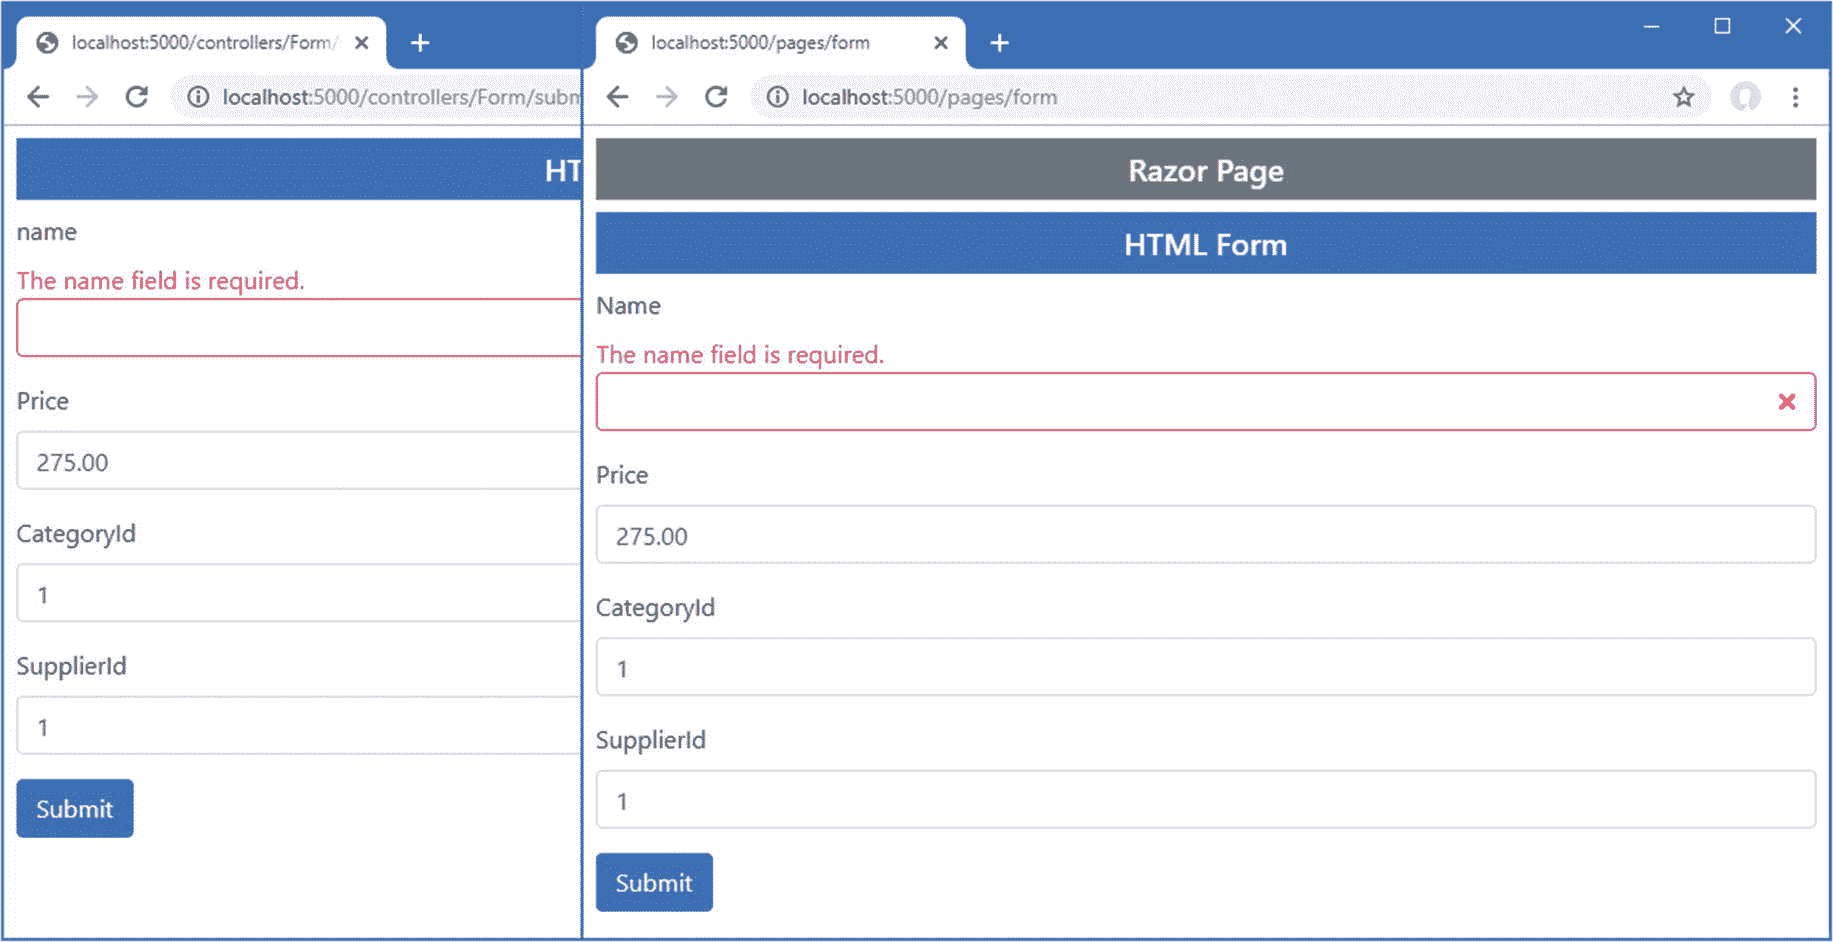 localhost:5000/controllers/Form/
localhost:5000/controllers/Form/subm
HT
name
The name field is required.
Price
275.00
CategoryId
1
SupplierId
1
Submit
localhost:5000/pages/form
localhost:5000/pages/form
Razor Page
HTML Form
Name
The name field is required.
Price
275.00
CategoryId
1
SupplierId
1
Submit